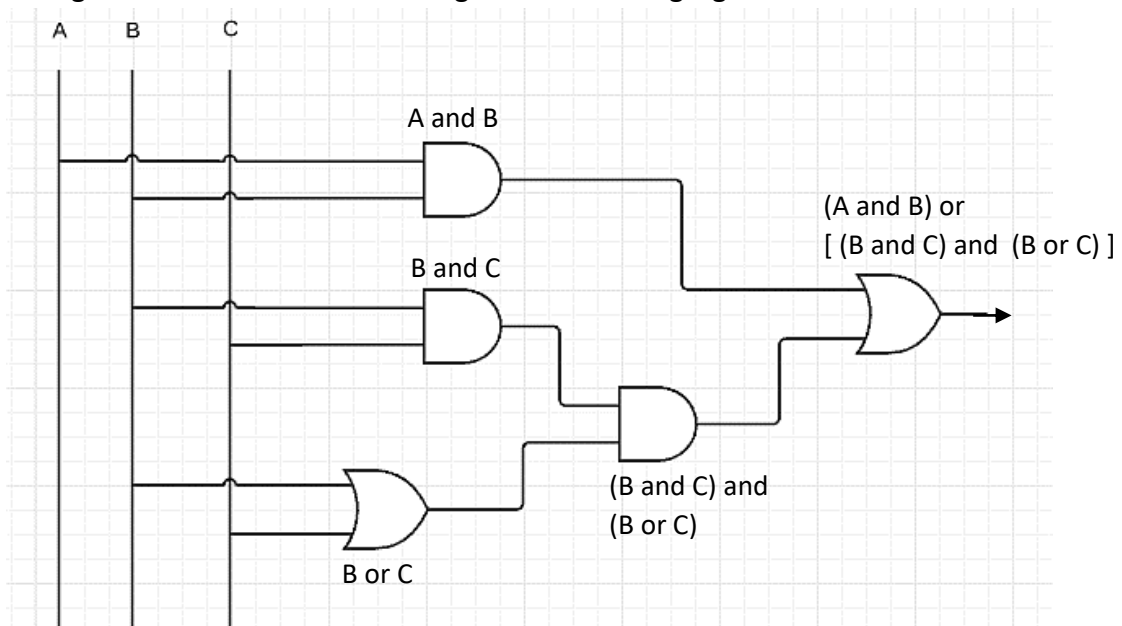 A B C
A and B
(A and B) or
[ (B and C) and (B or C) ]
B and C
(B and C) and
(B or C)
B or C